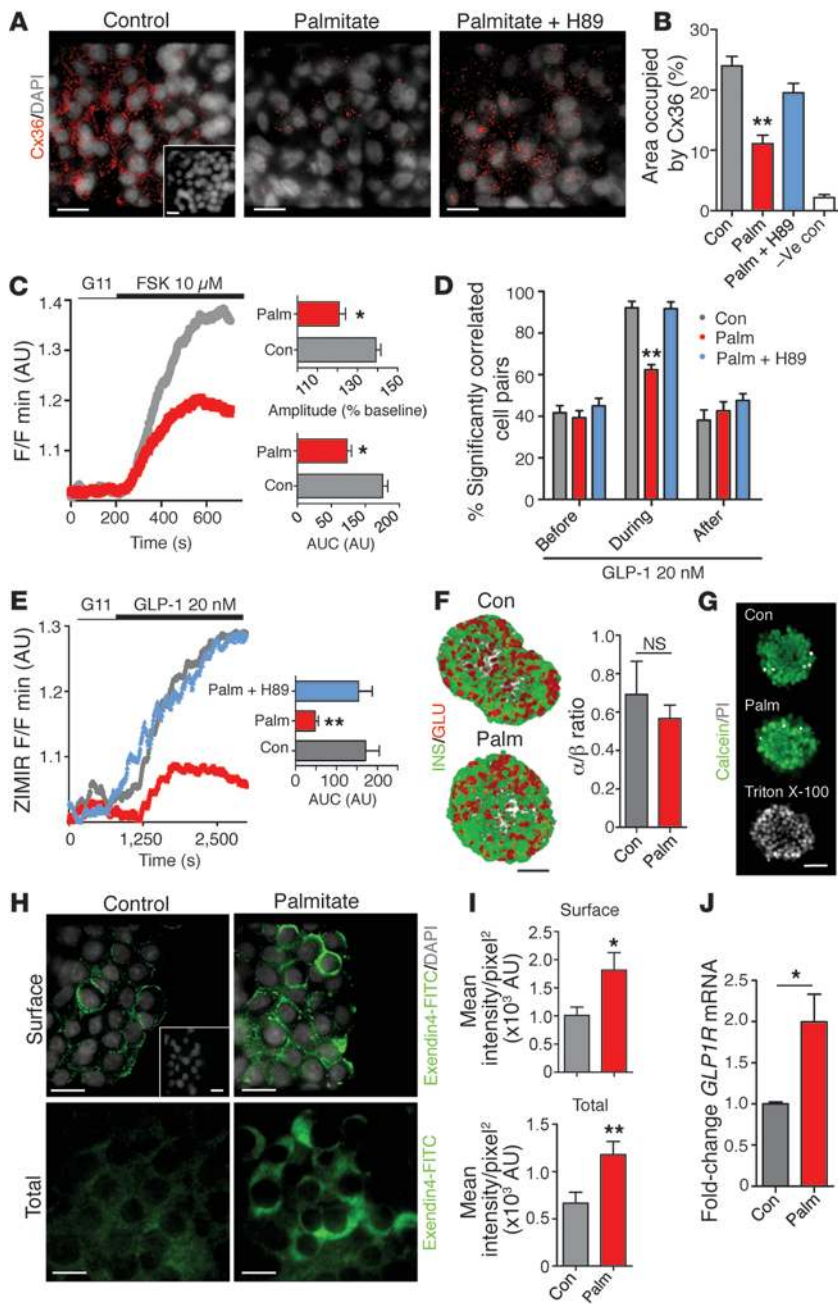 A
Control
Palmitate
Palmitate + H89
Cx36/DAPI
B
Area occupied
by Cx36 (%)
30
20
10
0
**
Con
Palm
Palm + H89
–Ve con
C
G11
FSK 10 µM
F/F min (AU)
1.4
1.3
1.2
1.1
0
200
400
600
Time (s)
Palm
*
Con
110
130
150
Amplitude (% baseline)
Palm
*
Con
0
50
100
150
200
AUC (AU)
D
% Significantly correlated
cell pairs
100
80
60
40
20
0
**
Con
Palm
Palm + H89
Before
During
After
GLP-1 20 nM
E
G11
GLP-1 20 nM
ZIMIR F/F min (AU)
1.3
1.2
1.1
0
1,250
2,500
Time (s)
Palm + H89
Palm
**
Con
0
100
200
AUC (AU)
F
Con
Palm
INS/GLU
α/β ratio
1.0
0.8
0.6
0.4
0.2
0
NS
Con
Palm
G
Con
Palm
Triton X-100
Calcein/PI
H
Control
Palmitate
Surface
Total
Exendin4-FITC/DAPI
Exendin4-FITC
I
Surface
Mean
intensity/pixel²
(x10³ AU)
2.5
2.0
1.5
1.0
0.5
0
*
Total
Mean
intensity/pixel²
(x10³ AU)
2.0
1.5
1.0
0.5
0
**
Con
Palm
J
Fold-change GLP1R mRNA
2.5
2.0
1.5
1.0
0.5
0
*
Con
Palm